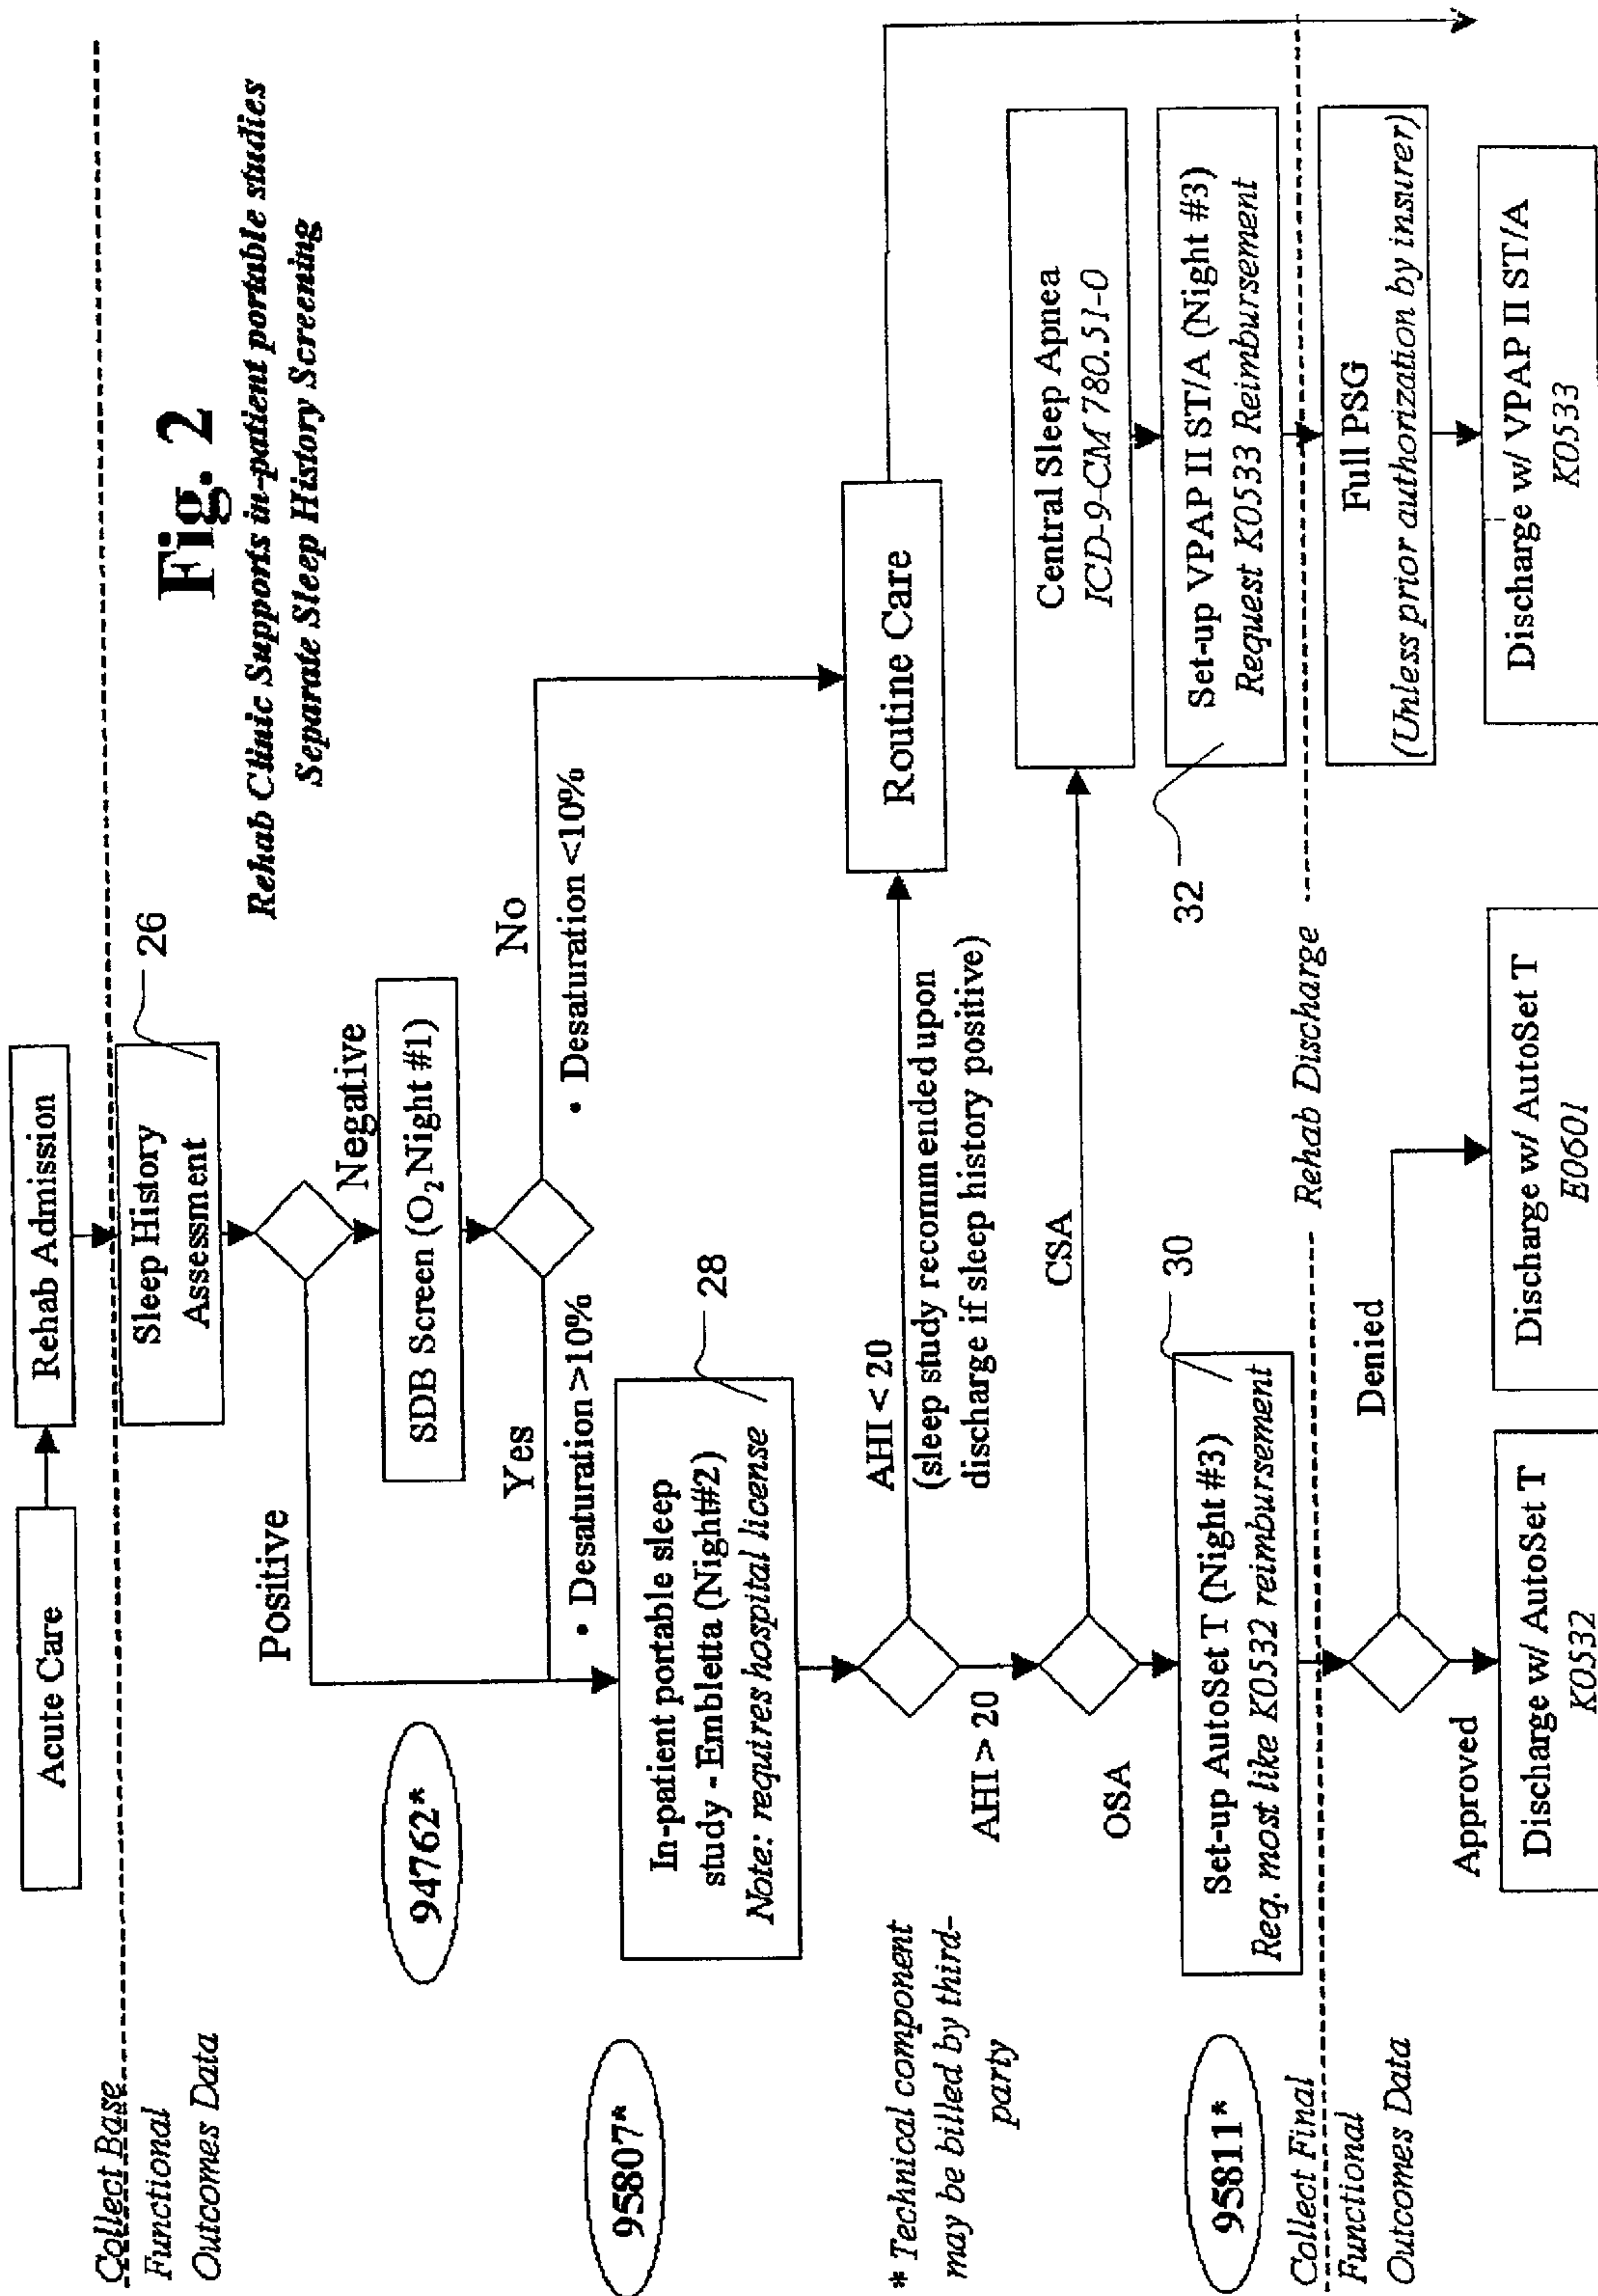 Fig. 2
Rehab Clinic Supports in-patient portable studies
Separate Sleep History Screening
Acute Care
Rehab Admission
Collect Base
Functional
Outcomes Data
Sleep History
Assessment
26
Positive
Negative
94762*
SDB Screen (O₂ Night #1)
Yes
No
• Desaturation >10%
• Desaturation <10%
95807*
In-patient portable sleep
study - Embletta (Night#2)
Note: requires hospital license
28
* Technical component
may be billed by third-
party
AHI < 20
(sleep study recommended upon
discharge if sleep history positive)
Routine Care
AHI > 20
CSA
OSA
Central Sleep Apnea
ICD-9-CM 780.51-0
95811*
Set-up AutoSet T (Night #3)
Req. most like K0532 reimbursement
30
32
Set-up VPAP II ST/A (Night #3)
Request K0533 Reimbursement
Collect Final
Functional
Outcomes Data
Rehab Discharge
Full PSG
(Unless prior authorization by insurer)
Approved
Denied
Discharge w/ AutoSet T
K0532
Discharge w/ AutoSet T
E0601
Discharge w/ VPAP II ST/A
K0533